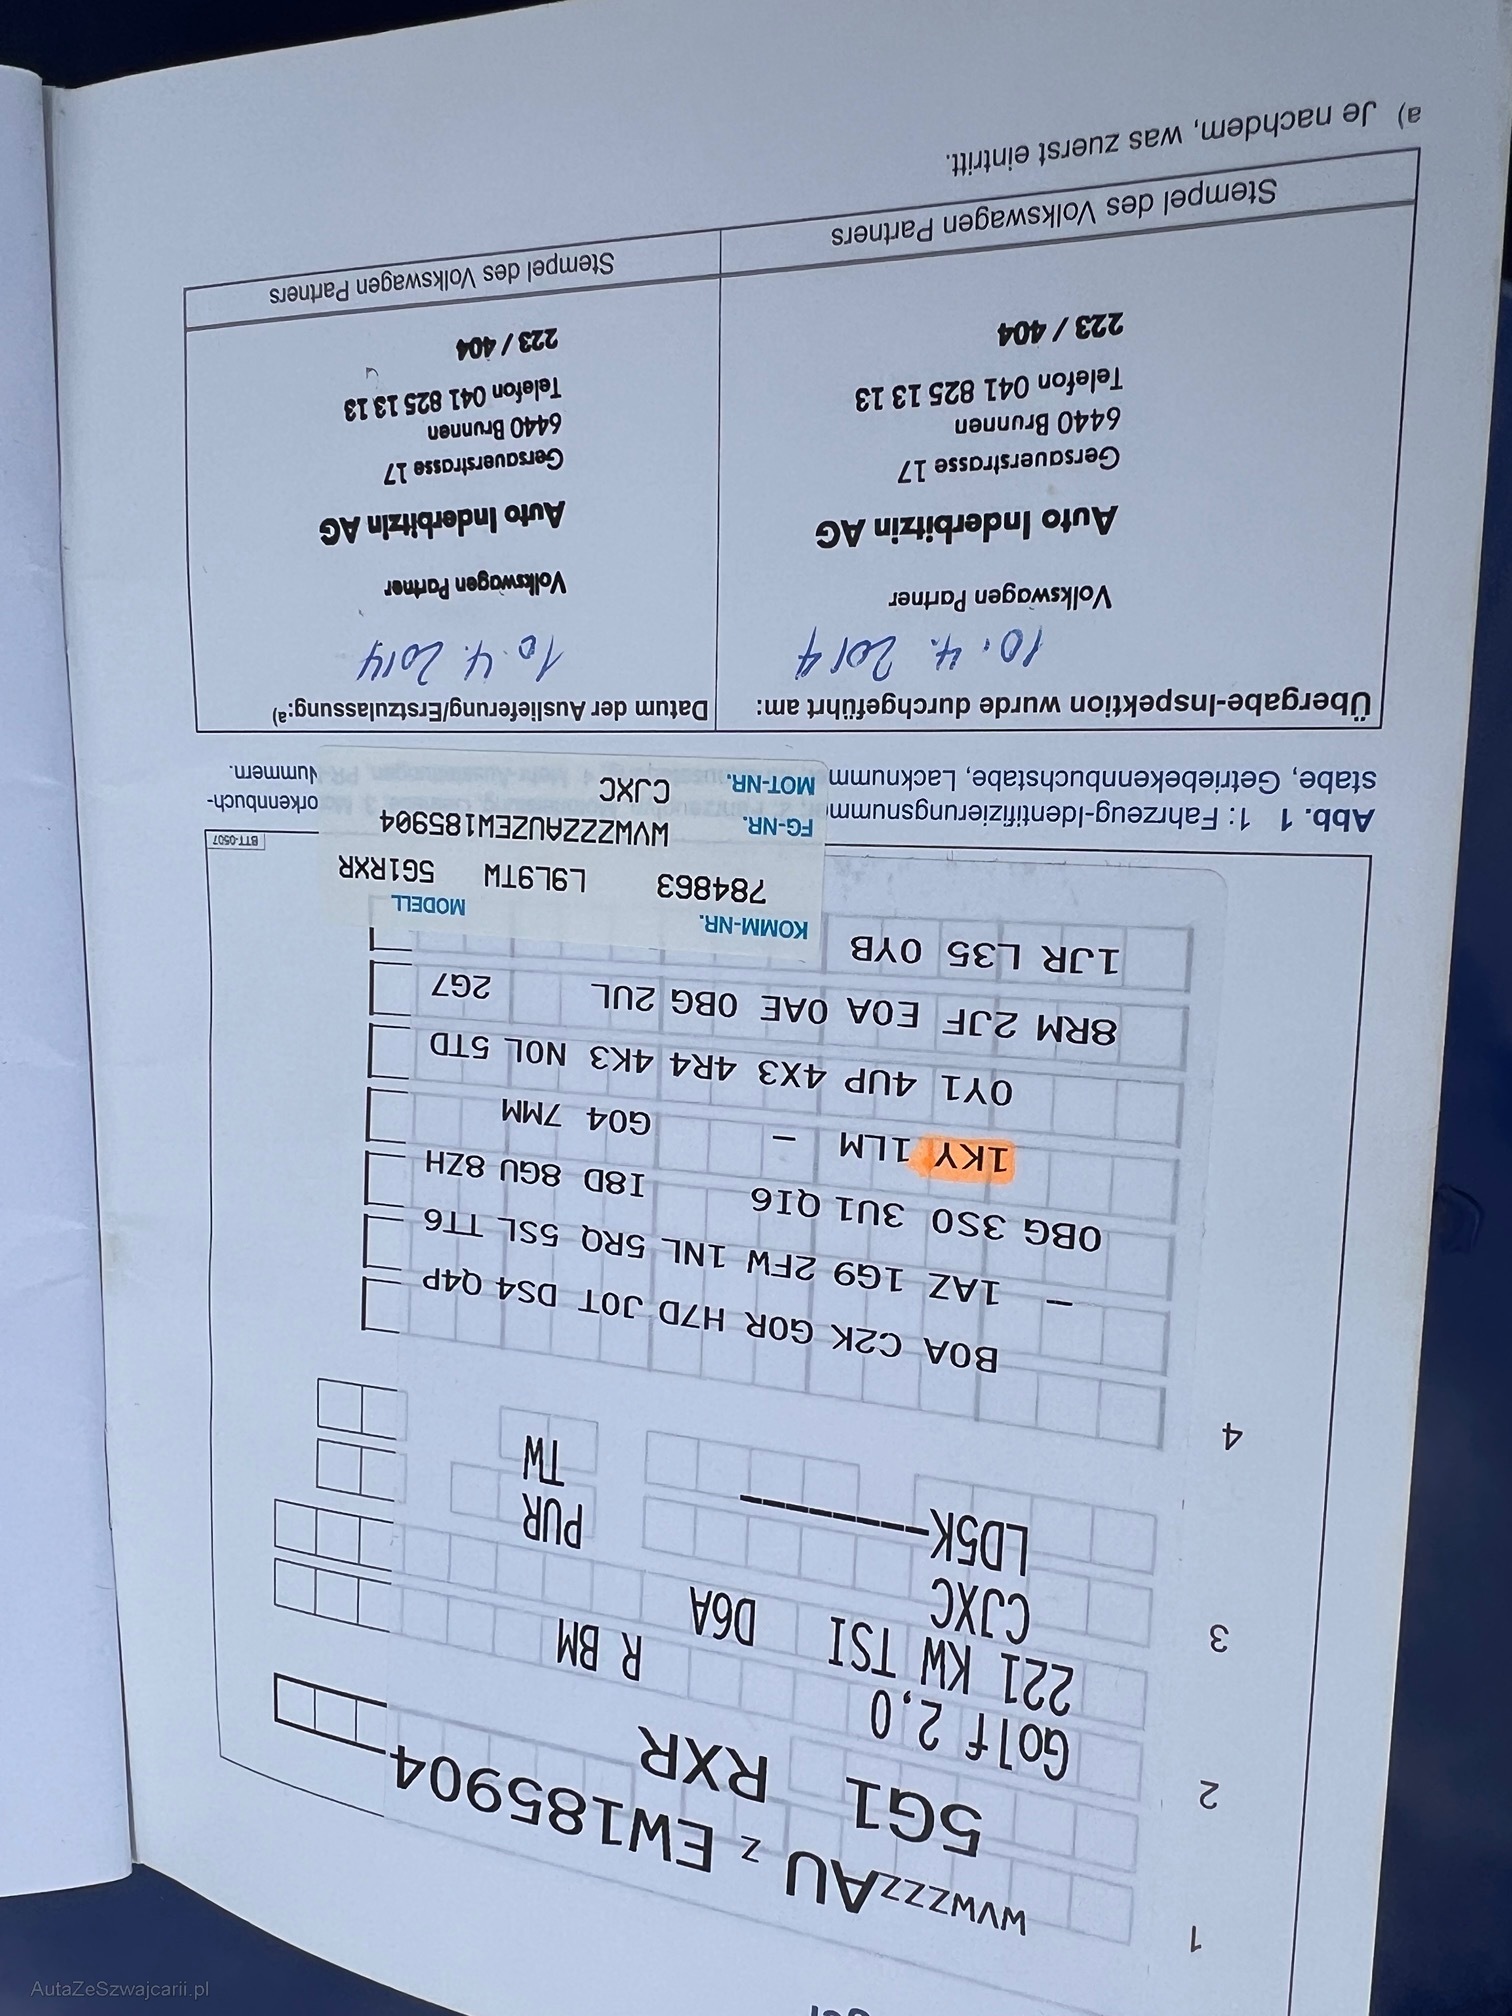 1 WVWZZZAU Z EW185904
2 5G1 RXR
Golf 2,0 R BM
221 KW TSI D6A
3 CJXC PUR
LD5K-------- TW
4
B0A C2K G0R H7D J0T DS4 Q4P
– 1AZ 1G9 2FW 1NL 5RQ 5SL TT6
0BG 3S0 3U1 QI6 I8D 8GU 8ZH
1KY 1LM – G04 7MM
0Y1 4UP 4X3 4R4 4K3 N0L 5TD
8RM 2JF E0A 0AE 0BG 2UL 2G7
1JR L35 0YB
KOMM-NR. MODELL
784863 L9L9TW 5G1RXR
FG-NR. WVWZZZAUZEW185904
MOT-NR. CJXC
BTT-0507
Abb. 1 1: Fahrzeug-Identifizierungsnumm orkennbuch-
stabe, Getriebekennbuchstabe, Lacknumm Nummern.
Übergabe-Inspektion wurde durchgeführt am: Datum der Auslieferung/Erstzulassung:a)
10.4.2014 10.4.2014
Volkswagen Partner Volkswagen Partner
Auto Inderbitzin AG Auto Inderbitzin AG
Gersauerstrasse 17 Gersauerstrasse 17
6440 Brunnen 6440 Brunnen
Telefon 041 825 13 13 Telefon 041 825 13 13
223 / 404 223 / 404
Stempel des Volkswagen Partners Stempel des Volkswagen Partners
a) Je nachdem, was zuerst eintritt.
AutaZeSzwajcarii.pl